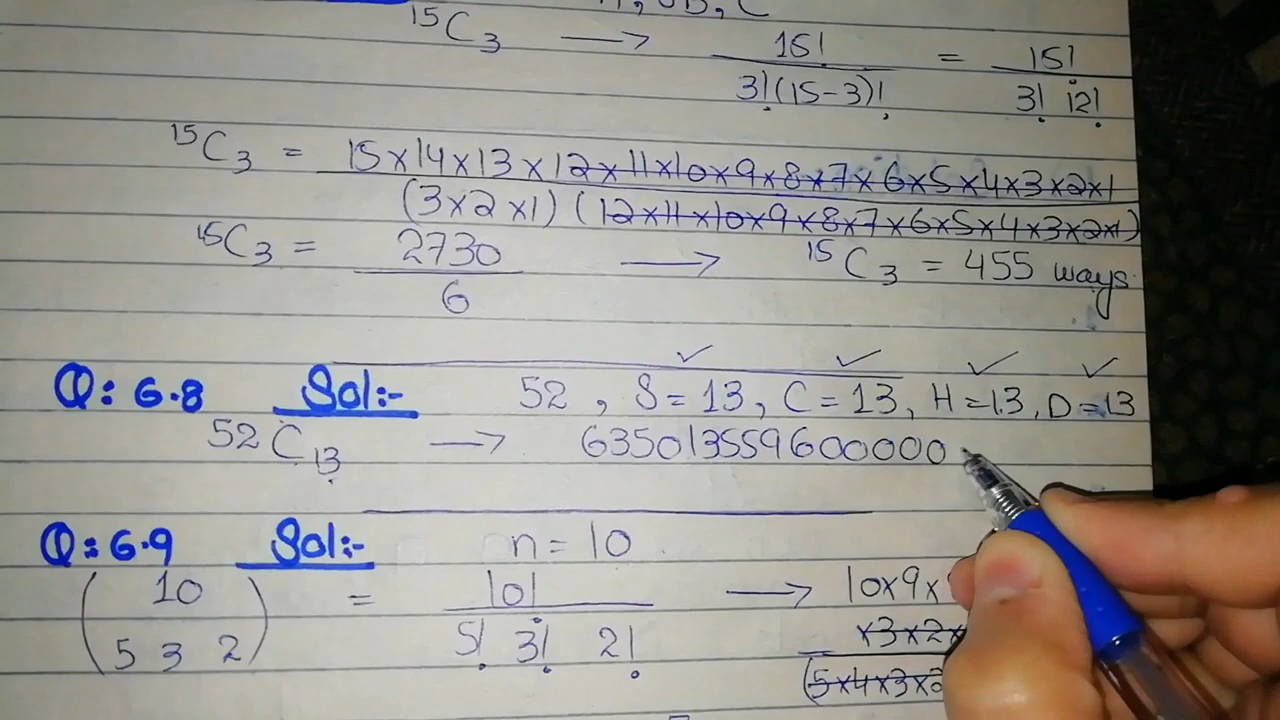 ¹⁵C₃ → 15! / 3!(15-3)! = 15! / 3! 12!
¹⁵C₃ = 15×14×13×12×11×10×9×8×7×6×5×4×3×2×1
(3×2×1) (12×11×10×9×8×7×6×5×4×3×2×1)
¹⁵C₃ = 2730 / 6 → ¹⁵C₃ = 455 ways
Q: 6.8 Sol:- 52 , S = 13, C = 13, H = 13, D = 13
52C₁₃ → 635013559600000
Q: 6.9 Sol:- n = 10
( 10 = 10! → 10×9×
5 3 2 ) 5! 3! 2! ×3×2×
(5×4×3×2